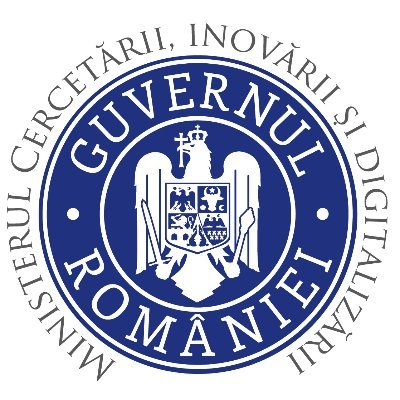 Ministerul Cercetării, Inovării și Digitalizării
GUVERNUL
ROMÂNIEI